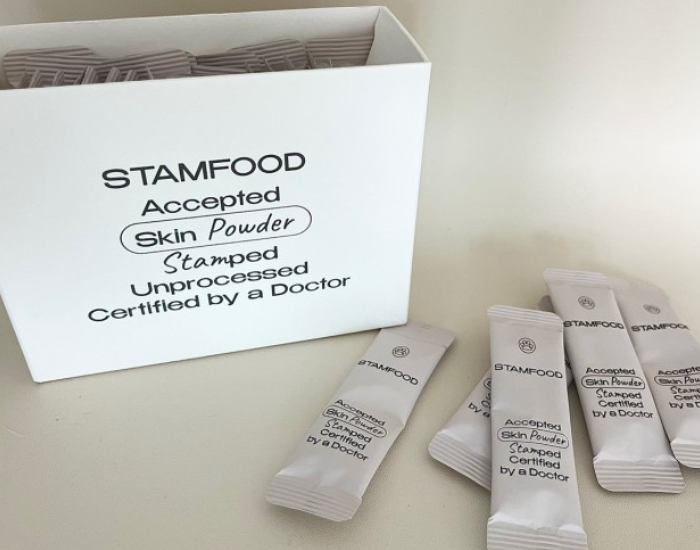 STAMFOOD
Accepted
Skin Powder
Stamped
Unprocessed
Certified by a Doctor
STAMFOOD
Accepted
Skin Powder
Stamped
Certified
by a Doctor
STAMFOOD
Accepted
Skin Powder
Stamped
Certified
by a Doctor
STAMFOOD
Accepted
Skin Powder
Stamped
Certified
by a Doctor
STAMFOOD